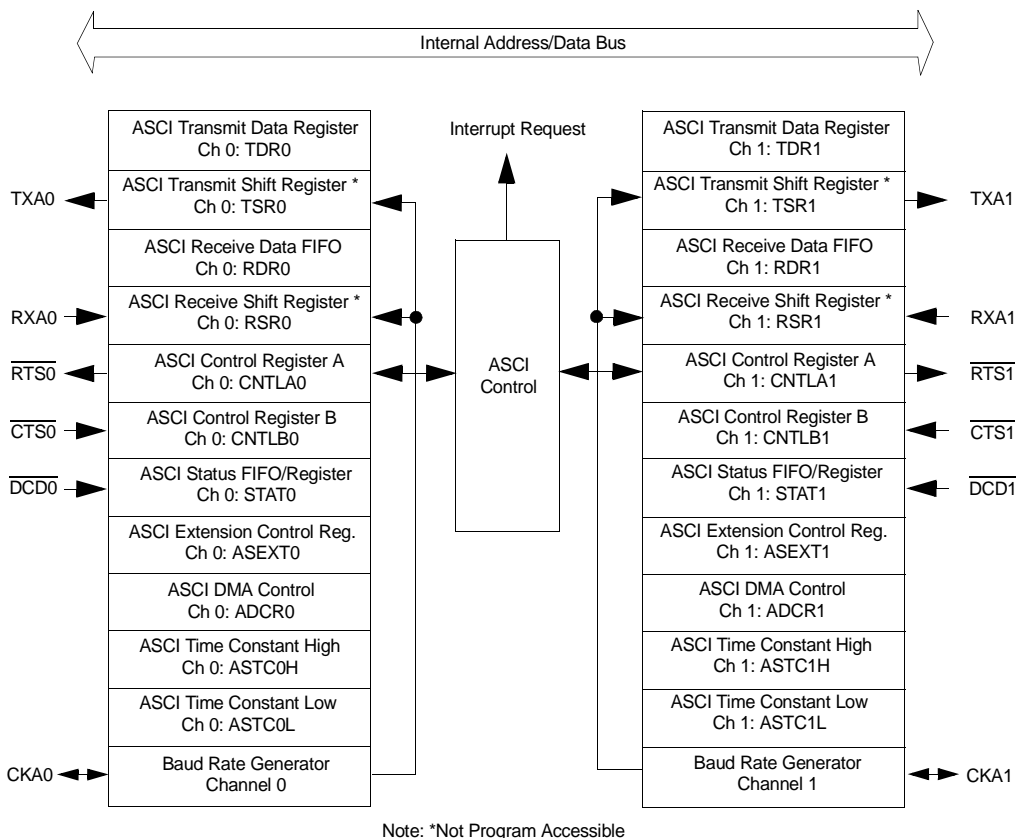 Internal Address/Data Bus
ASCI Transmit Data Register
Ch 0: TDR0
TXA0
ASCI Transmit Shift Register *
Ch 0: TSR0
ASCI Receive Data FIFO
Ch 0: RDR0
RXA0
ASCI Receive Shift Register *
Ch 0: RSR0
RTS0
ASCI Control Register A
Ch 0: CNTLA0
CTS0
ASCI Control Register B
Ch 0: CNTLB0
DCD0
ASCI Status FIFO/Register
Ch 0: STAT0
ASCI Extension Control Reg.
Ch 0: ASEXT0
ASCI DMA Control
Ch 0: ADCR0
ASCI Time Constant High
Ch 0: ASTC0H
ASCI Time Constant Low
Ch 0: ASTC0L
CKA0
Baud Rate Generator
Channel 0
Interrupt Request
ASCI
Control
ASCI Transmit Data Register
Ch 1: TDR1
ASCI Transmit Shift Register *
Ch 1: TSR1
TXA1
ASCI Receive Data FIFO
Ch 1: RDR1
ASCI Receive Shift Register *
Ch 1: RSR1
RXA1
ASCI Control Register A
Ch 1: CNTLA1
RTS1
ASCI Control Register B
Ch 1: CNTLB1
CTS1
ASCI Status FIFO/Register
Ch 1: STAT1
DCD1
ASCI Extension Control Reg.
Ch 1: ASEXT1
ASCI DMA Control
Ch 1: ADCR1
ASCI Time Constant High
Ch 1: ASTC1H
ASCI Time Constant Low
Ch 1: ASTC1L
Baud Rate Generator
Channel 1
CKA1
Note: *Not Program Accessible